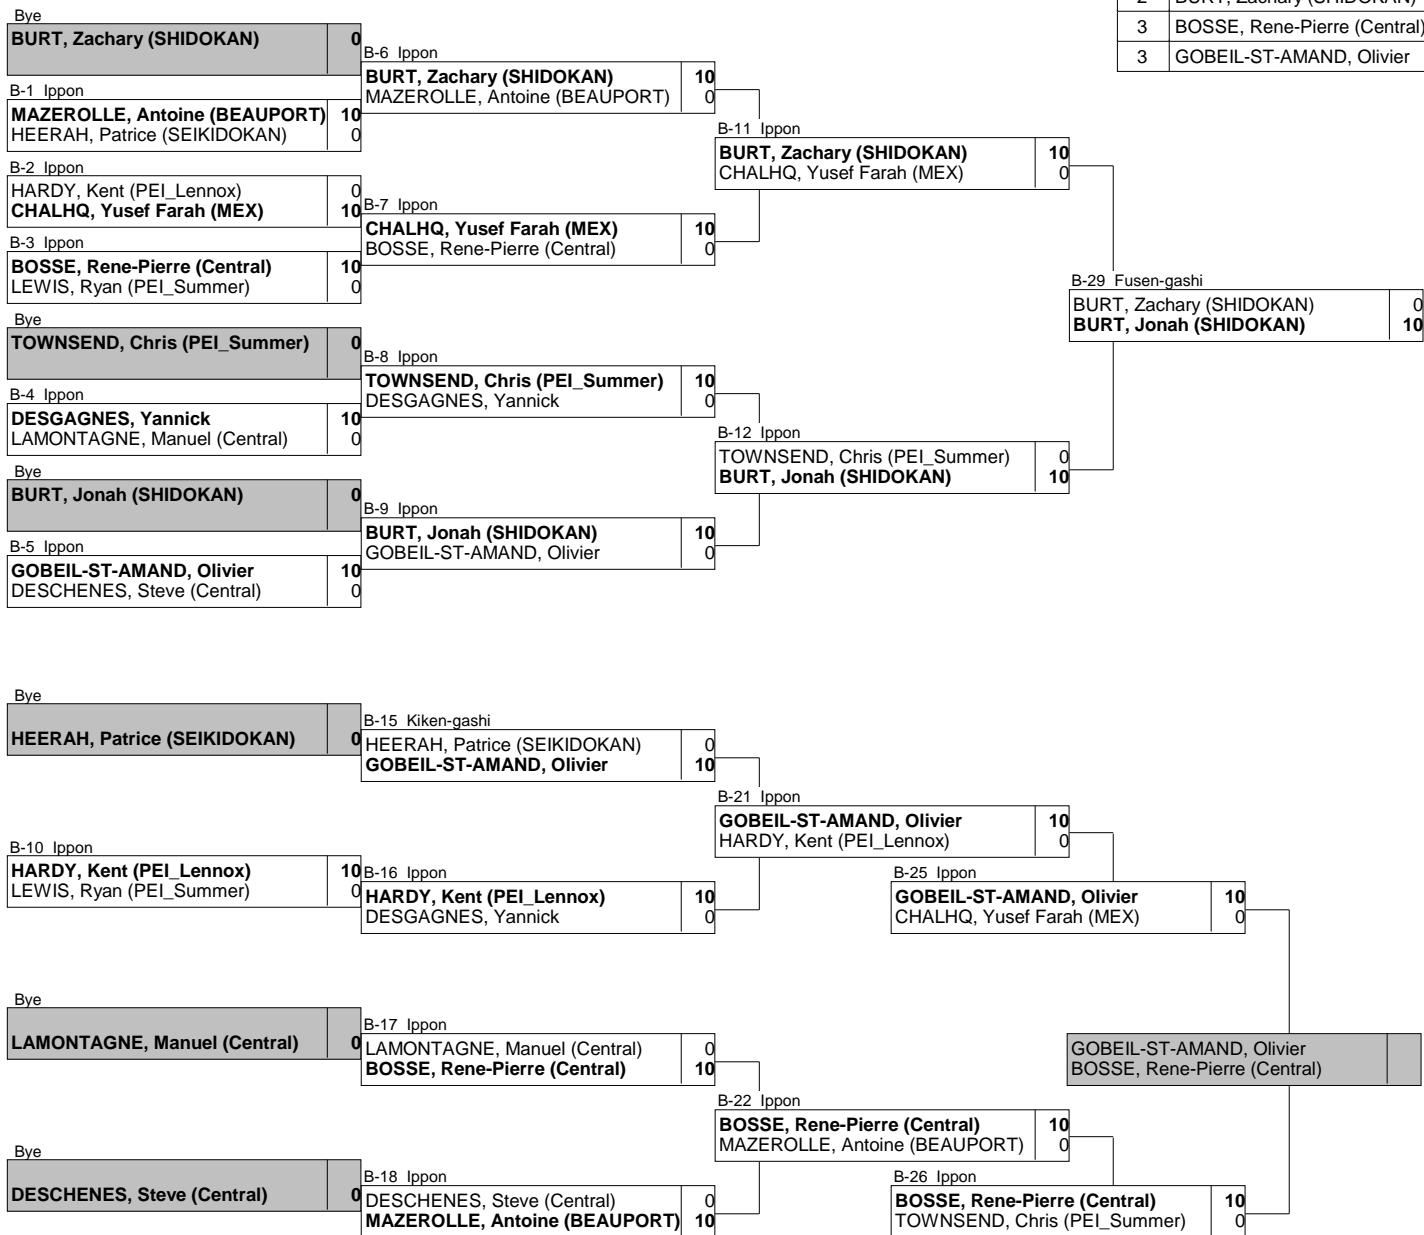 2 BURT, Zachary (SHIDOKAN)
3 BOSSE, Rene-Pierre (Central)
3 GOBEIL-ST-AMAND, Olivier
Bye
BURT, Zachary (SHIDOKAN) 0
B-1 Ippon
MAZEROLLE, Antoine (BEAUPORT) 10
HEERAH, Patrice (SEIKIDOKAN) 0
B-2 Ippon
HARDY, Kent (PEI_Lennox) 0
CHALHQ, Yusef Farah (MEX) 10
B-3 Ippon
BOSSE, Rene-Pierre (Central) 10
LEWIS, Ryan (PEI_Summer) 0
Bye
TOWNSEND, Chris (PEI_Summer) 0
B-4 Ippon
DESGAGNES, Yannick 10
LAMONTAGNE, Manuel (Central) 0
Bye
BURT, Jonah (SHIDOKAN) 0
B-5 Ippon
GOBEIL-ST-AMAND, Olivier 10
DESCHENES, Steve (Central) 0
B-6 Ippon
BURT, Zachary (SHIDOKAN) 10
MAZEROLLE, Antoine (BEAUPORT) 0
B-7 Ippon
CHALHQ, Yusef Farah (MEX) 10
BOSSE, Rene-Pierre (Central) 0
B-8 Ippon
TOWNSEND, Chris (PEI_Summer) 10
DESGAGNES, Yannick 0
B-9 Ippon
BURT, Jonah (SHIDOKAN) 10
GOBEIL-ST-AMAND, Olivier 0
B-11 Ippon
BURT, Zachary (SHIDOKAN) 10
CHALHQ, Yusef Farah (MEX) 0
B-12 Ippon
TOWNSEND, Chris (PEI_Summer) 0
BURT, Jonah (SHIDOKAN) 10
B-29 Fusen-gashi
BURT, Zachary (SHIDOKAN) 0
BURT, Jonah (SHIDOKAN) 10
Bye
HEERAH, Patrice (SEIKIDOKAN) 0
B-10 Ippon
HARDY, Kent (PEI_Lennox) 10
LEWIS, Ryan (PEI_Summer) 0
Bye
LAMONTAGNE, Manuel (Central) 0
Bye
DESCHENES, Steve (Central) 0
B-15 Kiken-gashi
HEERAH, Patrice (SEIKIDOKAN) 0
GOBEIL-ST-AMAND, Olivier 10
B-16 Ippon
HARDY, Kent (PEI_Lennox) 10
DESGAGNES, Yannick 0
B-17 Ippon
LAMONTAGNE, Manuel (Central) 0
BOSSE, Rene-Pierre (Central) 10
B-18 Ippon
DESCHENES, Steve (Central) 0
MAZEROLLE, Antoine (BEAUPORT) 10
B-21 Ippon
GOBEIL-ST-AMAND, Olivier 10
HARDY, Kent (PEI_Lennox) 0
B-22 Ippon
BOSSE, Rene-Pierre (Central) 10
MAZEROLLE, Antoine (BEAUPORT) 0
B-25 Ippon
GOBEIL-ST-AMAND, Olivier 10
CHALHQ, Yusef Farah (MEX) 0
B-26 Ippon
BOSSE, Rene-Pierre (Central) 10
TOWNSEND, Chris (PEI_Summer) 0
GOBEIL-ST-AMAND, Olivier
BOSSE, Rene-Pierre (Central)